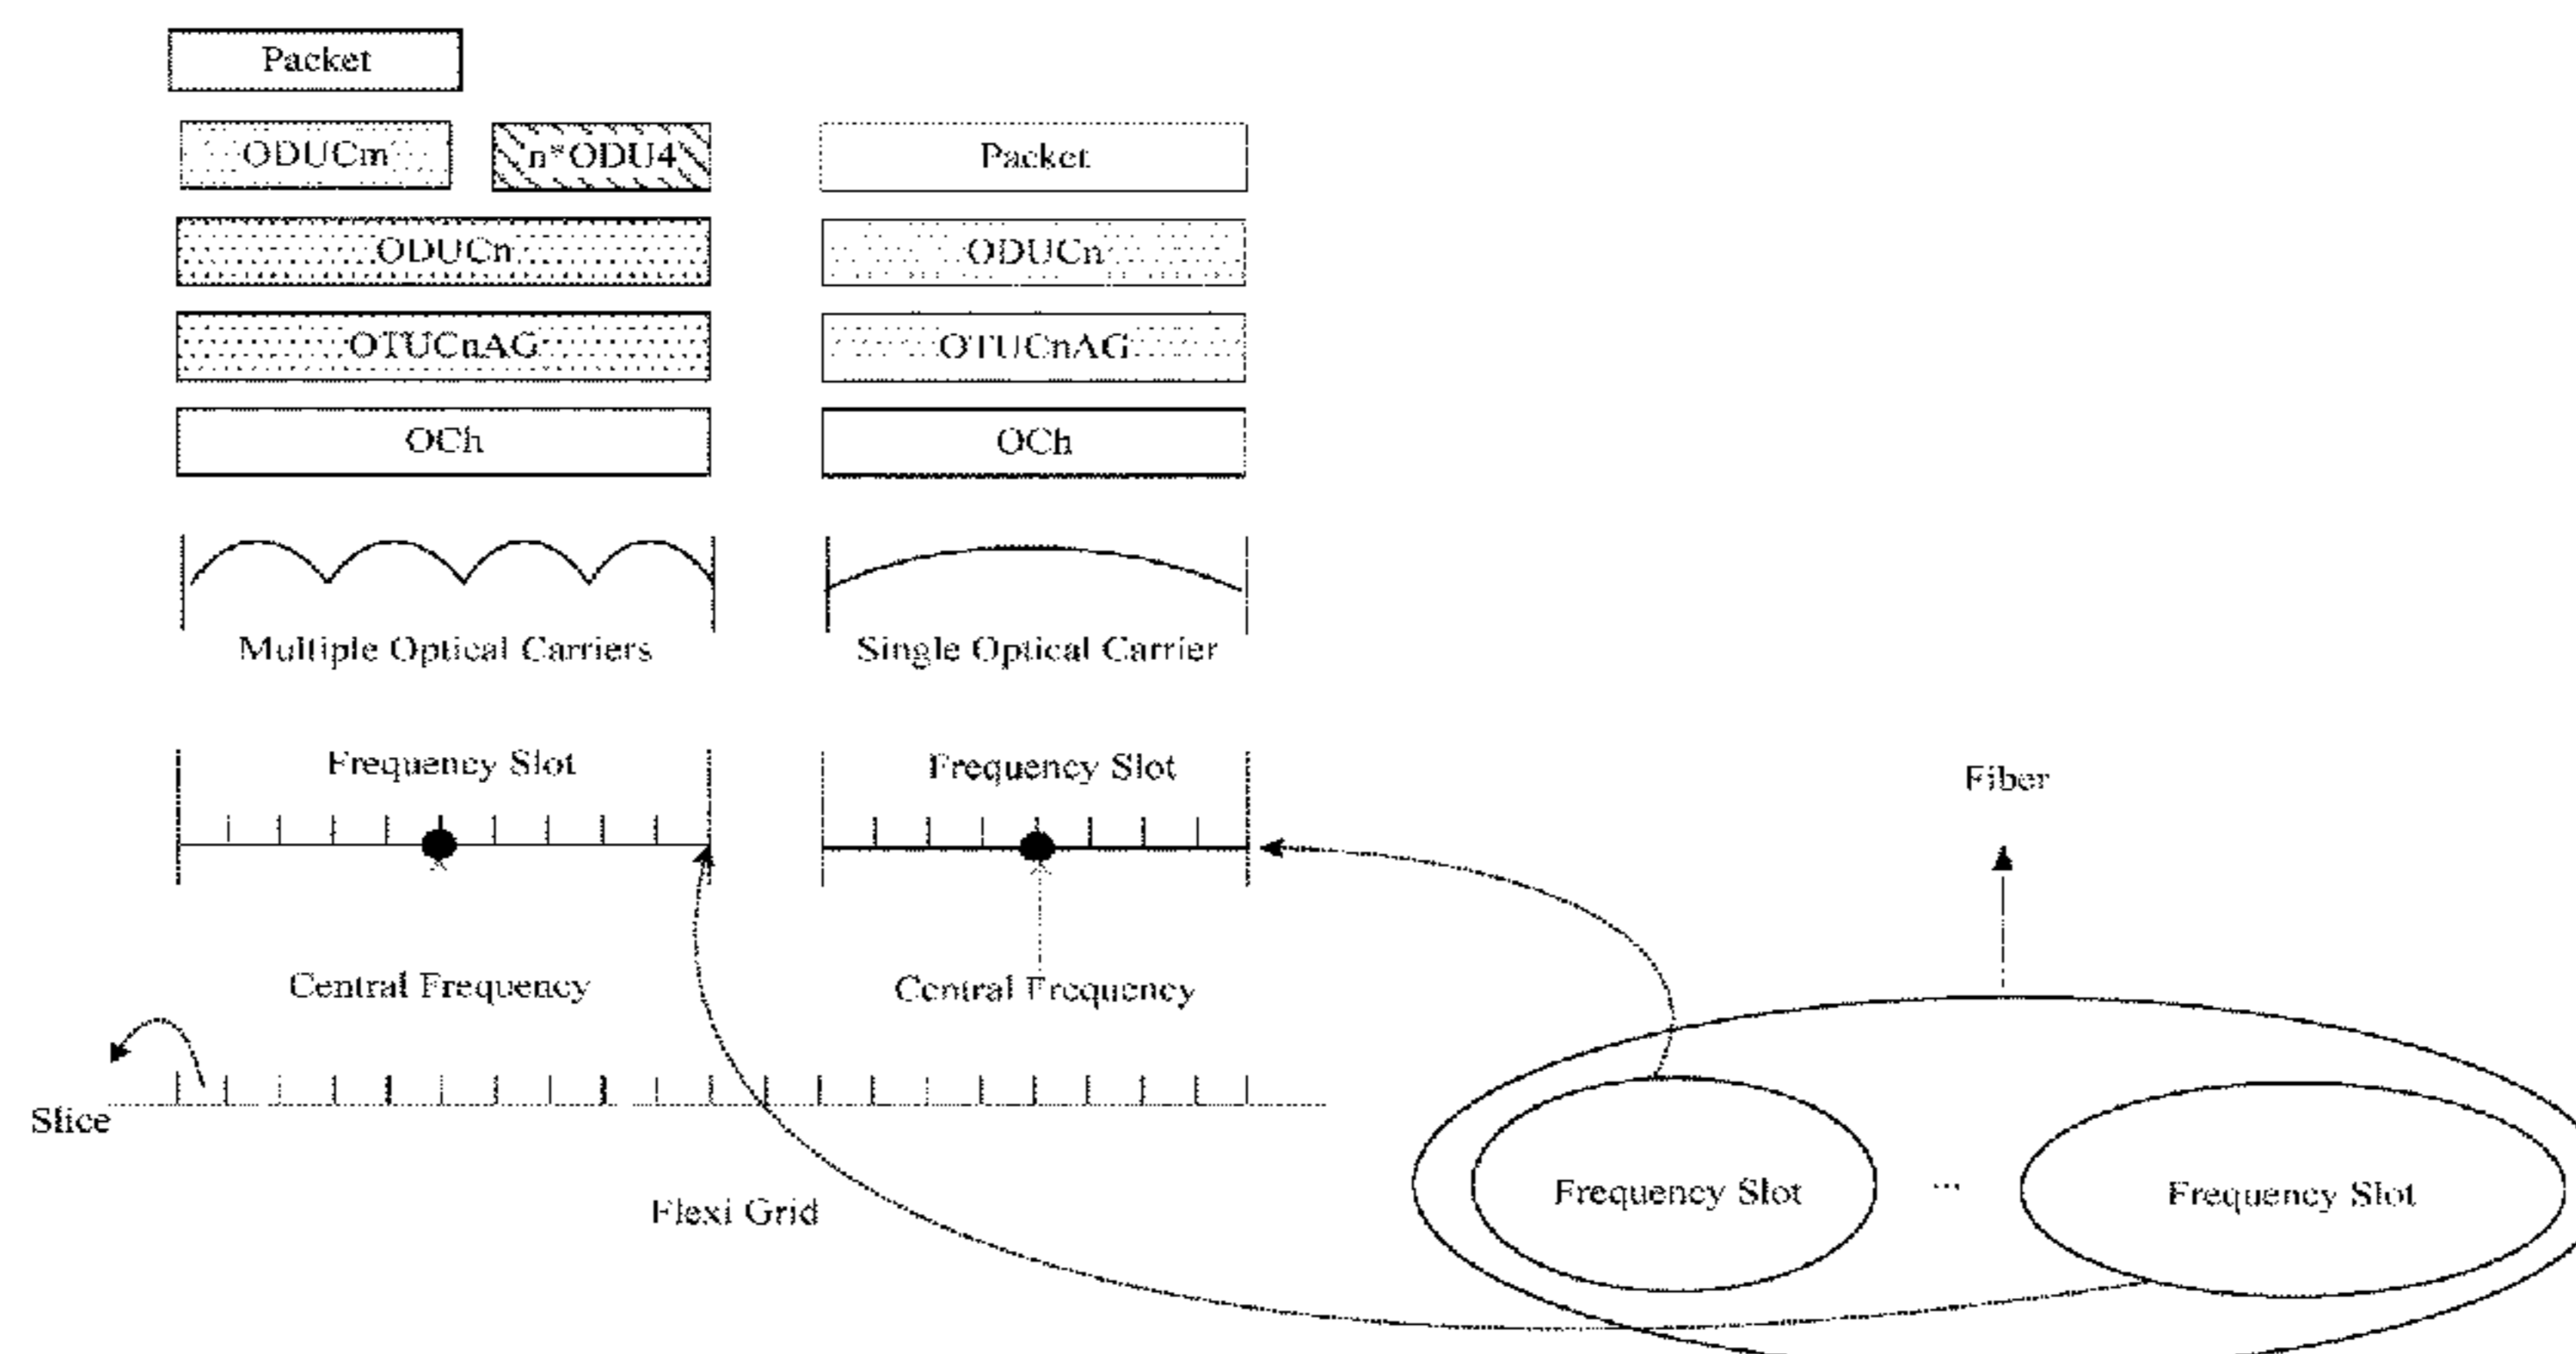 Packet
ODUCm
n*ODU4
Packet
ODUCn
ODUCn
OTUCnAG
OTUCnAG
OCh
OCh
Multiple Optical Carriers
Single Optical Carrier
Frequency Slot
Frequency Slot
Fiber
Central Frequency
Central Frequency
Slice
Flexi Grid
Frequency Slot
...
Frequency Slot